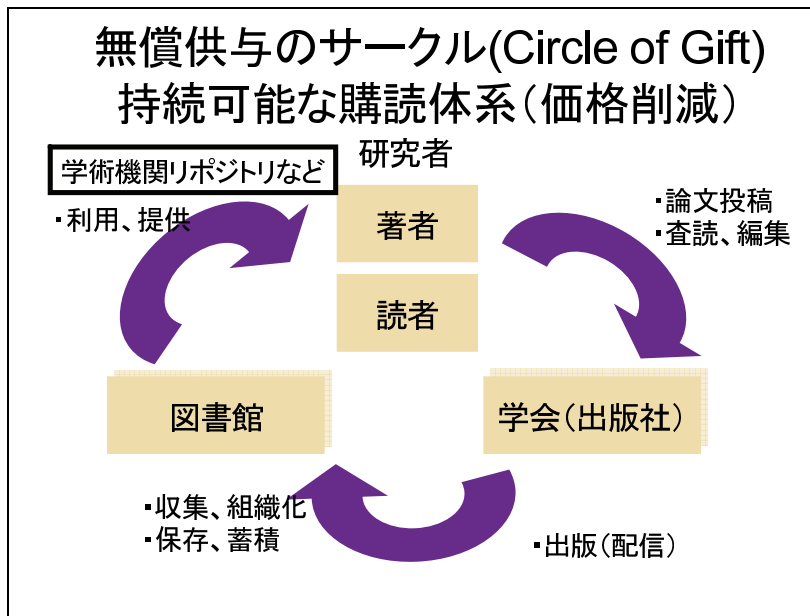 無償供与のサークル(Circle of Gift)
持続可能な購読体系(価格削減)
研究者
学術機関リポジトリなど
・利用、提供
著者
・論文投稿
・査読、編集
読者
図書館
学会(出版社)
・収集、組織化
・保存、蓄積
・出版(配信)